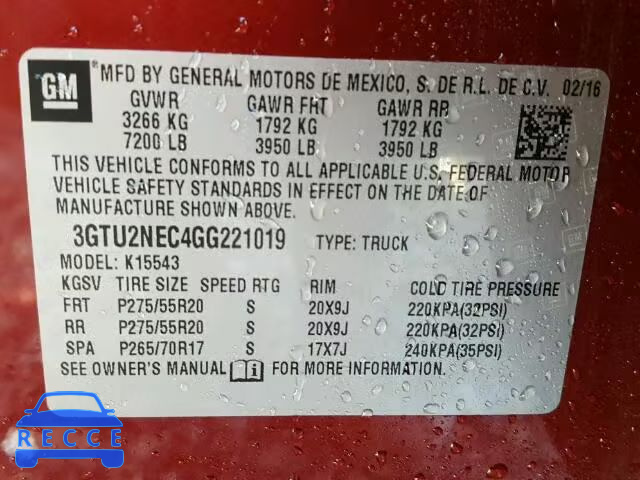 GM ® MFD BY GENERAL MOTORS DE MEXICO, S. DE R.L. DE C.V. 02/16
GVWR GAWR FRT GAWR RR
3266 KG 1792 KG 1792 KG
7200 LB 3950 LB 3950 LB
THIS VEHICLE CONFORMS TO ALL APPLICABLE U.S. FEDERAL MOTOR
VEHICLE SAFETY STANDARDS IN EFFECT ON THE DATE OF
MANUFACTURE SHOWN ABOVE.
3GTU2NEC4GG221019 TYPE: TRUCK
MODEL: K15543
KGSV TIRE SIZE SPEED RTG RIM COLD TIRE PRESSURE
FRT P275/55R20 S 20X9J 220KPA(32PSI)
RR P275/55R20 S 20X9J 220KPA(32PSI)
SPA P265/70R17 S 17X7J 240KPA(35PSI)
SEE OWNER'S MANUAL i FOR MORE INFORMATION.
RECCE